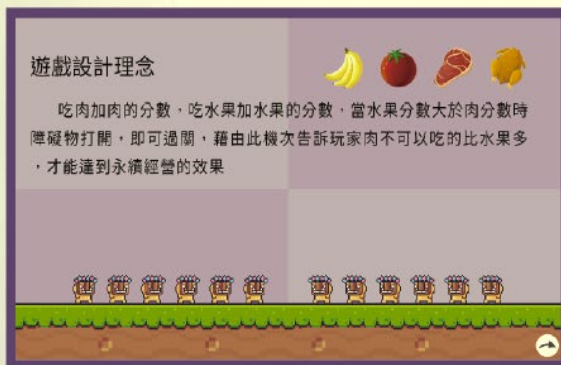 遊戲設計理念
吃肉加肉的分數，吃水果加水果的分數，當水果分數大於肉分數時
障礙物打開，即可過關，藉由此機次告訴玩家肉不可以吃的比水果多
，才能達到永續經營的效果